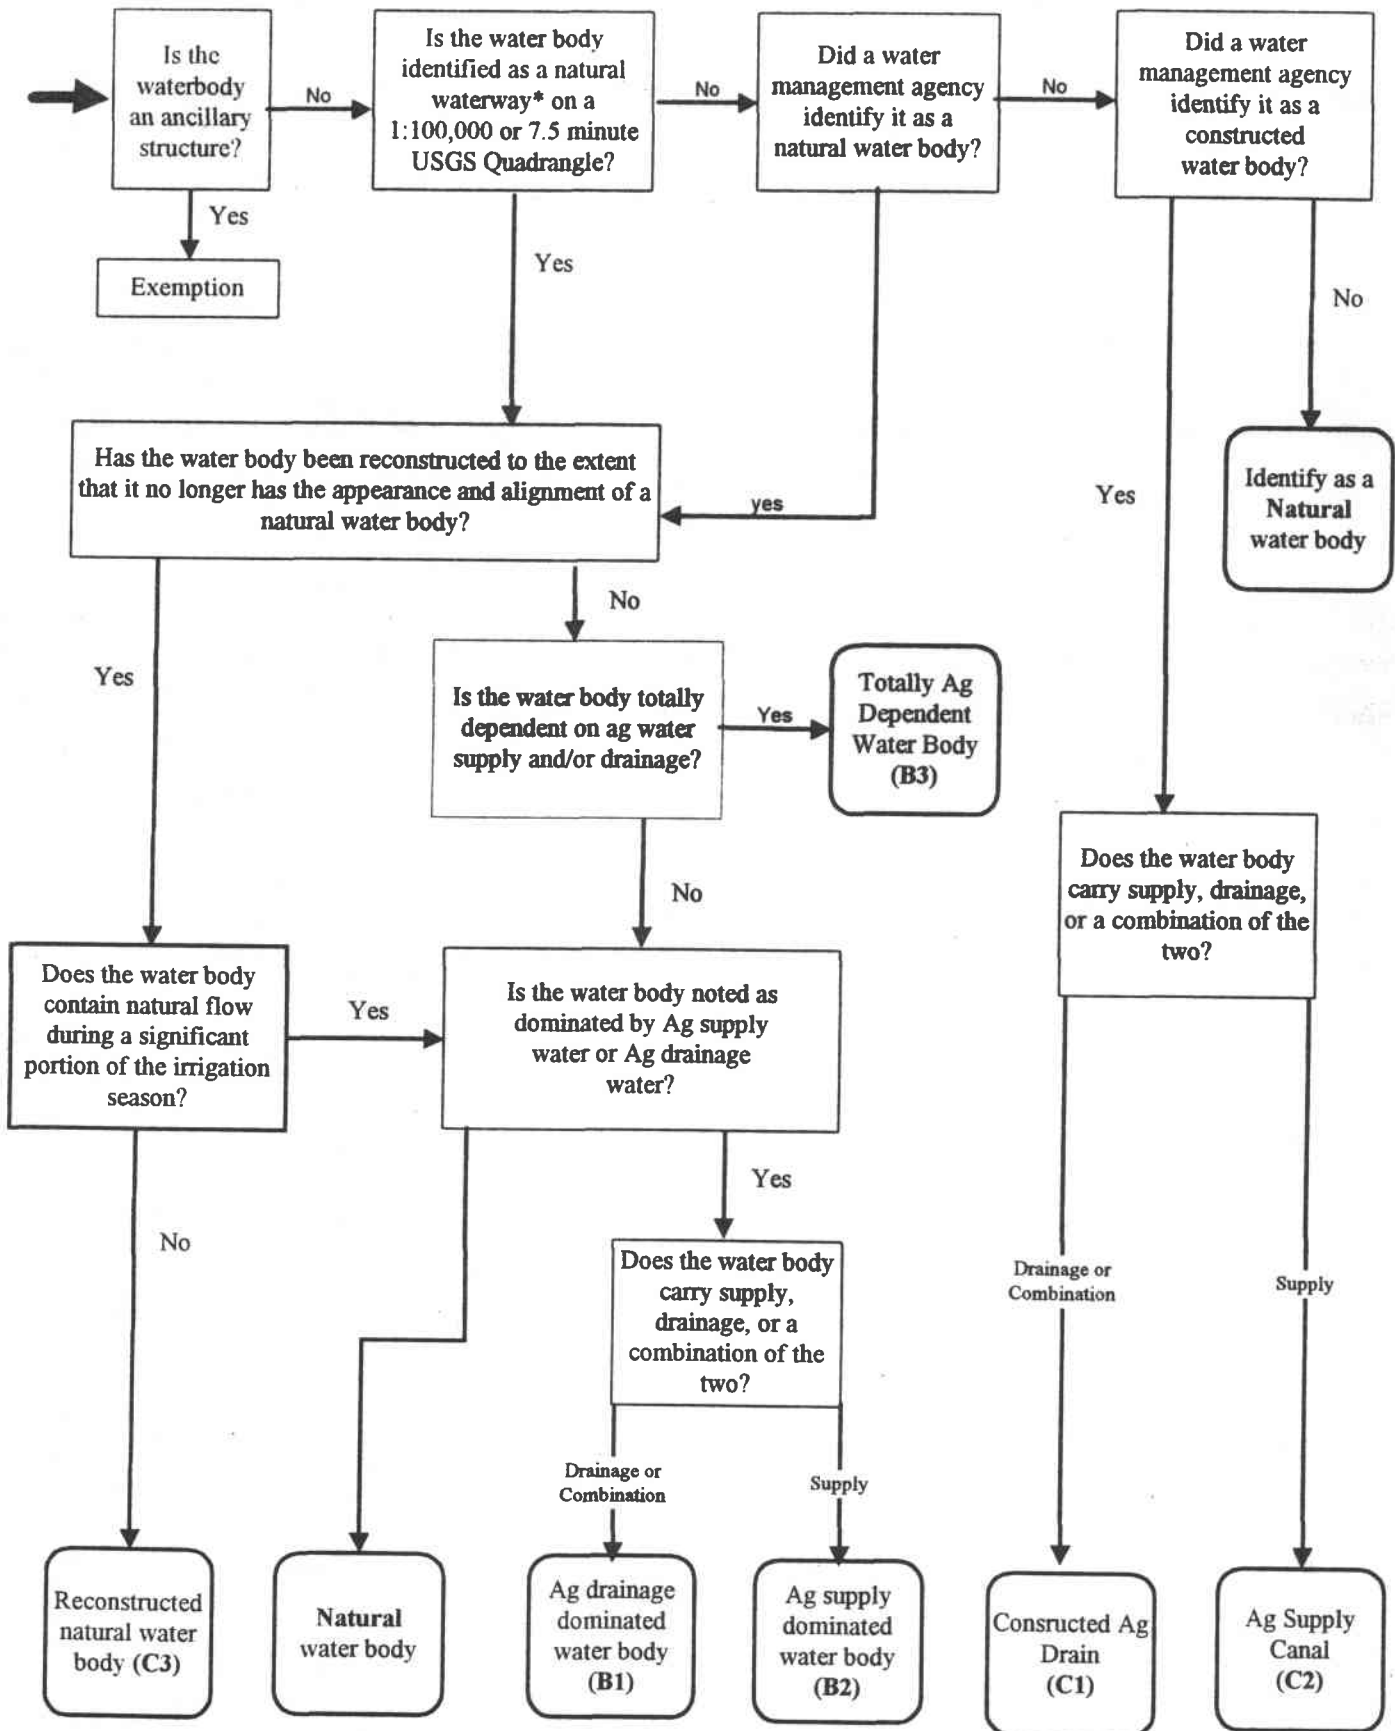 Is the
waterbody
an ancillary
structure?
No
Is the water body
identified as a natural
waterway* on a
1:100,000 or 7.5 minute
USGS Quadrangle?
No
Did a water
management agency
identify it as a
natural water body?
No
Did a water
management agency
identify it as a
constructed
water body?
Yes
Exemption
Yes
No
Has the water body been reconstructed to the extent
that it no longer has the appearance and alignment of a
natural water body?
yes
Yes
Identify as a
Natural
water body
No
Yes
Is the water body totally
dependent on ag water
supply and/or drainage?
Yes
Totally Ag
Dependent
Water Body
(B3)
No
Does the water body
carry supply, drainage,
or a combination of the
two?
Does the water body
contain natural flow
during a significant
portion of the irrigation
season?
Yes
Is the water body noted as
dominated by Ag supply
water or Ag drainage
water?
Yes
No
Does the water body
carry supply,
drainage, or a
combination of the
two?
Drainage or
Combination
Supply
Drainage or
Combination
Supply
Reconstructed
natural water
body (C3)
Natural
water body
Ag drainage
dominated
water body
(B1)
Ag supply
dominated
water body
(B2)
Consructed Ag
Drain
(C1)
Ag Supply
Canal
(C2)